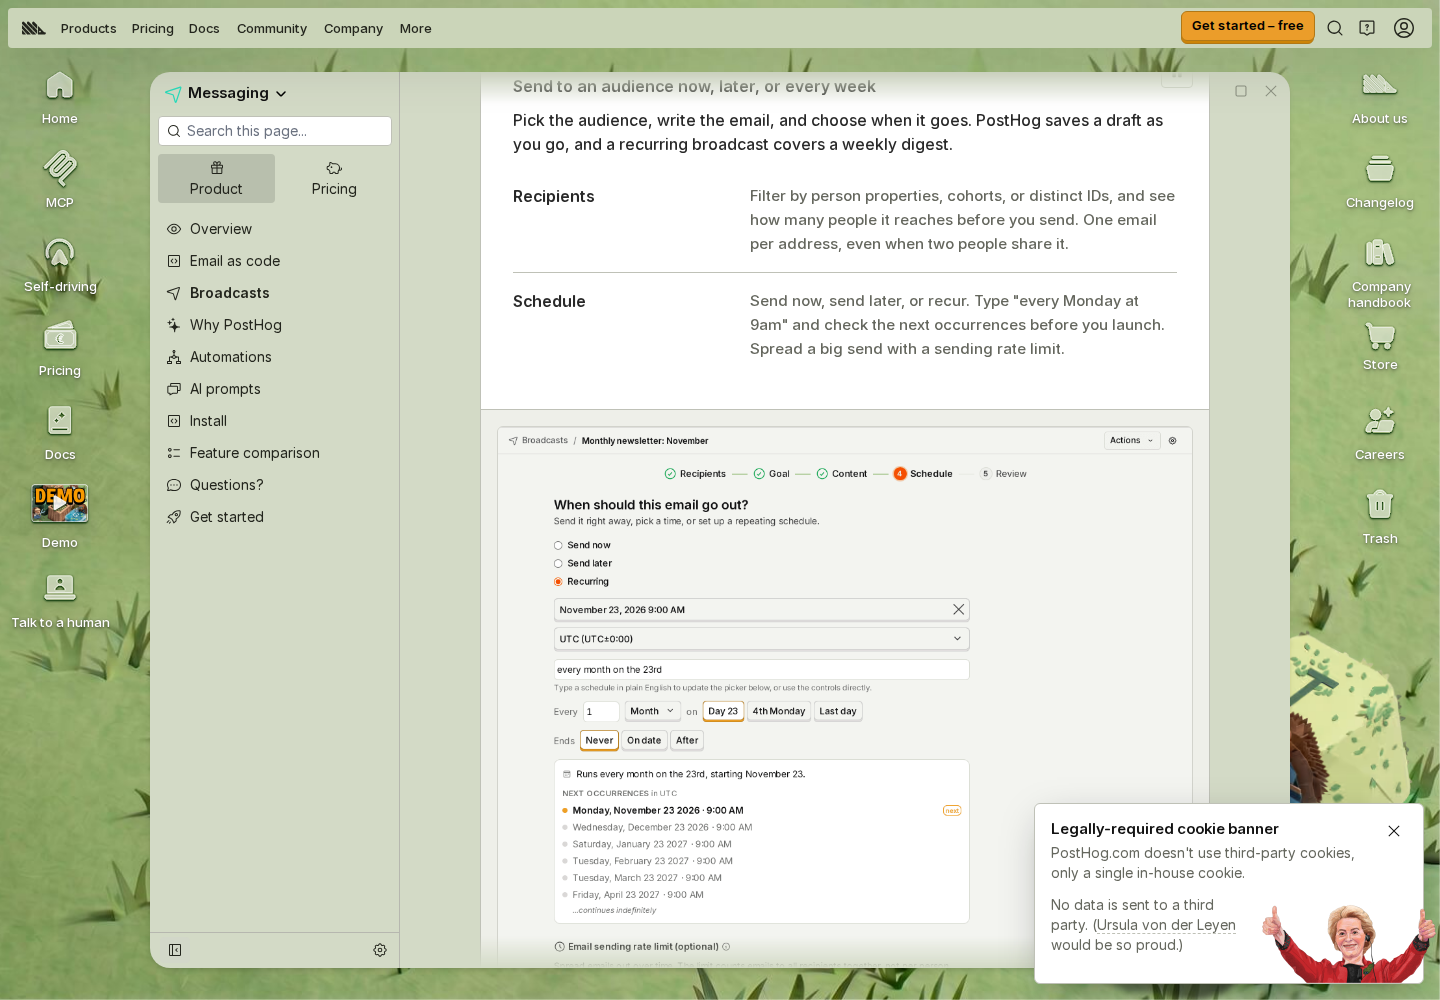 Products Pricing Docs Community Company More
Get started – free
Home
MCP
Self-driving
Pricing
Docs
DEMO
Demo
Talk to a human
Messaging
Search this page...
Product
Pricing
Overview
Email as code
Broadcasts
Why PostHog
Automations
AI prompts
Install
Feature comparison
Questions?
Get started
Send to an audience now, later, or every week
Pick the audience, write the email, and choose when it goes. PostHog saves a draft as
you go, and a recurring broadcast covers a weekly digest.
Recipients
Filter by person properties, cohorts, or distinct IDs, and see
how many people it reaches before you send. One email
per address, even when two people share it.
Schedule
Send now, send later, or recur. Type "every Monday at
9am" and check the next occurrences before you launch.
Spread a big send with a sending rate limit.
Broadcasts / Monthly newsletter: November
Actions
Recipients Goal Content 4 Schedule 5 Review
When should this email go out?
Send it right away, pick a time, or set up a repeating schedule.
Send now
Send later
Recurring
November 23, 2026 9:00 AM
UTC (UTC±0:00)
every month on the 23rd
Type a schedule in plain English to update the picker below, or use the controls directly.
Every 1 Month on Day 23 4th Monday Last day
Ends Never On date After
Runs every month on the 23rd, starting November 23.
NEXT OCCURRENCES in UTC
Monday, November 23 2026 · 9:00 AM next
Wednesday, December 23 2026 · 9:00 AM
Saturday, January 23 2027 · 9:00 AM
Tuesday, February 23 2027 · 9:00 AM
Tuesday, March 23 2027 · 9:00 AM
Friday, April 23 2027 · 9:00 AM
...continues indefinitely
Email sending rate limit (optional)
About us
Changelog
Company
handbook
Store
Careers
Trash
Legally-required cookie banner
PostHog.com doesn't use third-party cookies,
only a single in-house cookie.
No data is sent to a third
party. (Ursula von der Leyen
would be so proud.)